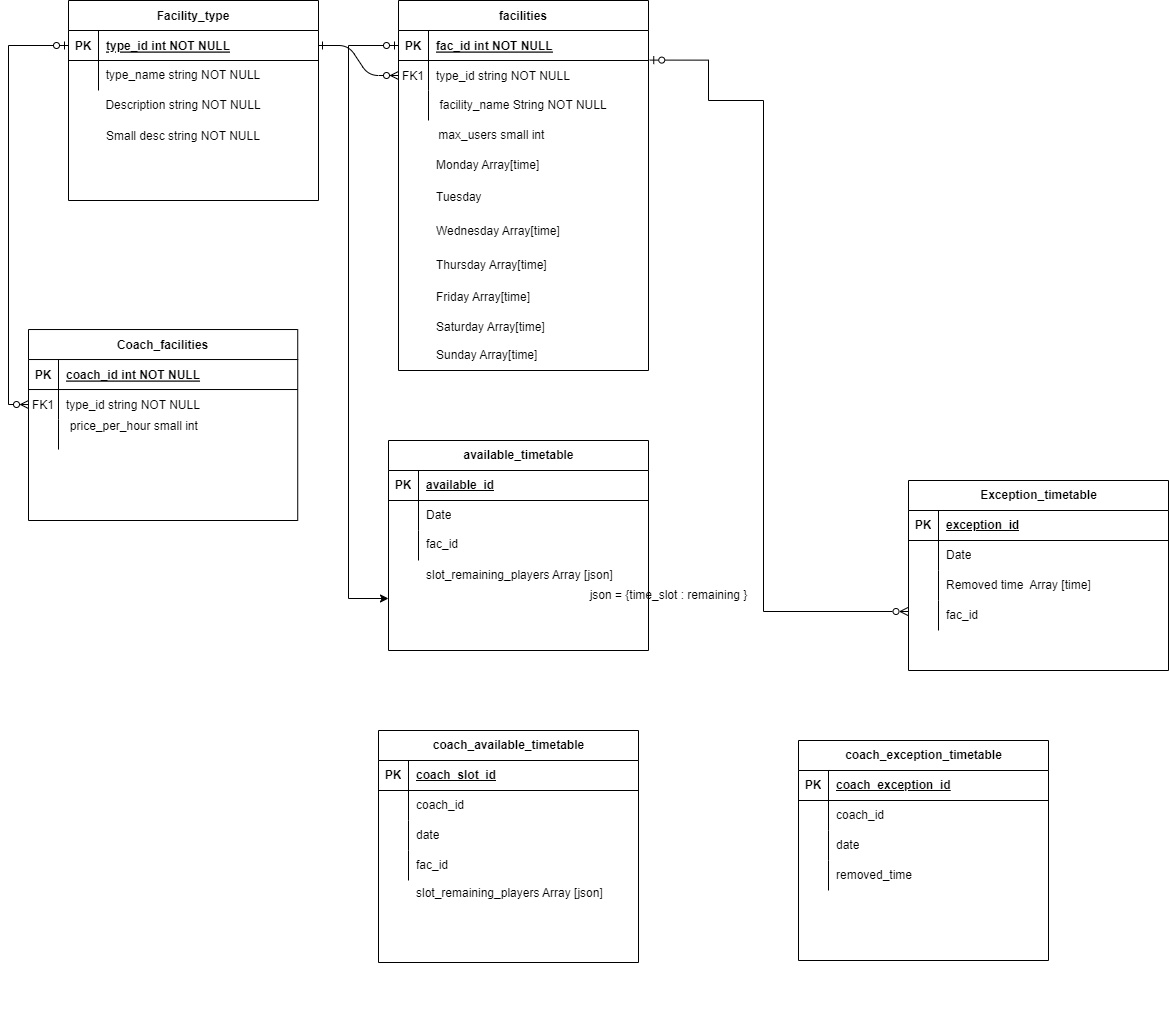 Facility_type
PK type_id int NOT NULL
type_name string NOT NULL
Description string NOT NULL
Small desc string NOT NULL
facilities
PK fac_id int NOT NULL
FK1 type_id string NOT NULL
facility_name String NOT NULL
max_users small int
Monday Array[time]
Tuesday
Wednesday Array[time]
Thursday Array[time]
Friday Array[time]
Saturday Array[time]
Sunday Array[time]
Coach_facilities
PK coach_id int NOT NULL
FK1 type_id string NOT NULL
price_per_hour small int
available_timetable
PK available_id
Date
fac_id
slot_remaining_players Array [json]
json = {time_slot : remaining }
Exception_timetable
PK exception_id
Date
Removed time Array [time]
fac_id
coach_available_timetable
PK coach_slot_id
coach_id
date
fac_id
slot_remaining_players Array [json]
coach_exception_timetable
PK coach_exception_id
coach_id
date
removed_time